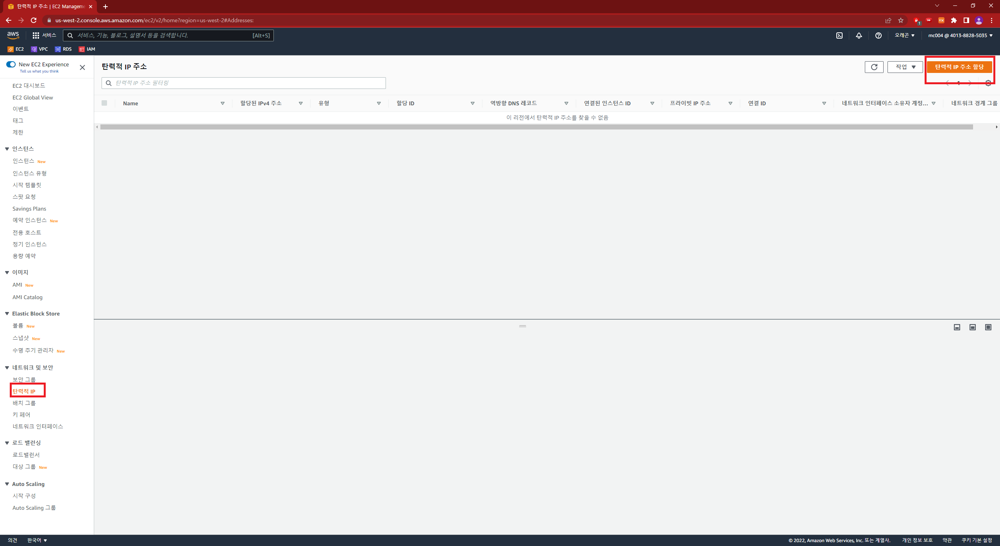 탄력적 IP 주소 | EC2 Manageme
us-west-2.console.aws.amazon.com/ec2/v2/home?region=us-west-2#Addresses:
aws 서비스 서비스, 기능, 블로그, 설명서 등을 검색합니다. [Alt+S] 오레곤 mc004 @ 4013-8828-5035
EC2 VPC RDS IAM
New EC2 Experience
Tell us what you think
EC2 대시보드
EC2 Global View
이벤트
태그
제한
인스턴스
인스턴스 New
인스턴스 유형
시작 템플릿
스팟 요청
Savings Plans
예약 인스턴스 New
전용 호스트
정기 인스턴스
용량 예약
이미지
AMI New
AMI Catalog
Elastic Block Store
볼륨 New
스냅샷 New
수명 주기 관리자 New
네트워크 및 보안
보안 그룹
탄력적 IP
배치 그룹
키 페어
네트워크 인터페이스
로드 밸런싱
로드밸런서
대상 그룹 New
Auto Scaling
시작 구성
Auto Scaling 그룹
탄력적 IP 주소
작업
탄력적 IP 주소 할당
탄력적 IP 주소 필터링
1
Name 할당된 IPv4 주소 유형 할당 ID 역방향 DNS 레코드 연결된 인스턴스 ID 프라이빗 IP 주소 연결 ID 네트워크 인터페이스 소유자 계정... 네트워크 경계 그룹
이 리전에서 탄력적 IP 주소를 찾을 수 없음
의견 한국어 © 2022, Amazon Web Services, Inc. 또는 계열사. 개인 정보 보호 약관 쿠키 기본 설정